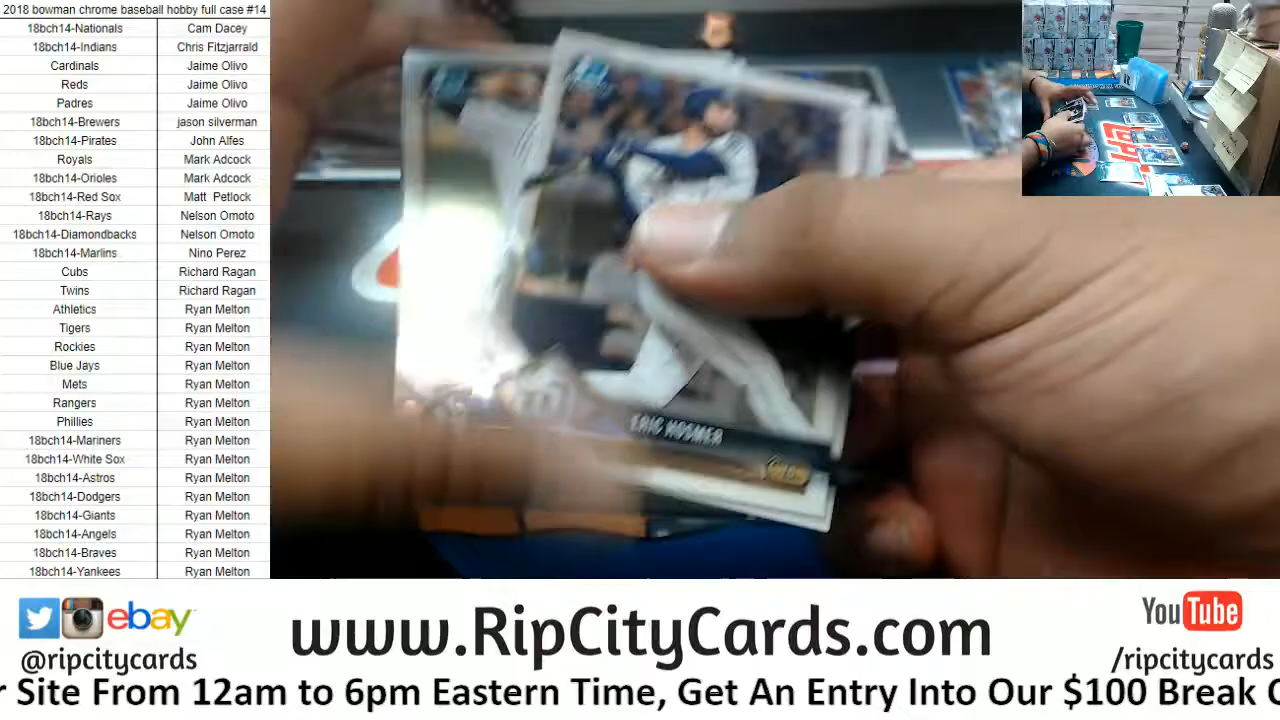 2018 bowman chrome baseball hobby full case #14
18bch14-Nationals Cam Dacey
18bch14-Indians Chris Fitzjarrald
Cardinals Jaime Olivo
Reds Jaime Olivo
Padres Jaime Olivo
18bch14-Brewers jason silverman
18bch14-Pirates John Alfes
Royals Mark Adcock
18bch14-Orioles Mark Adcock
18bch14-Red Sox Matt Petlock
18bch14-Rays Nelson Omoto
18bch14-Diamondbacks Nelson Omoto
18bch14-Marlins Nino Perez
Cubs Richard Ragan
Twins Richard Ragan
Athletics Ryan Melton
Tigers Ryan Melton
Rockies Ryan Melton
Blue Jays Ryan Melton
Mets Ryan Melton
Rangers Ryan Melton
Phillies Ryan Melton
18bch14-Mariners Ryan Melton
18bch14-White Sox Ryan Melton
18bch14-Astros Ryan Melton
18bch14-Dodgers Ryan Melton
18bch14-Giants Ryan Melton
18bch14-Angels Ryan Melton
18bch14-Braves Ryan Melton
18bch14-Yankees Ryan Melton
ERIC HOSMER
ebay
@ripcitycards
www.RipCityCards.com
YouTube
/ripcitycards
r Site From 12am to 6pm Eastern Time, Get An Entry Into Our $100 Break